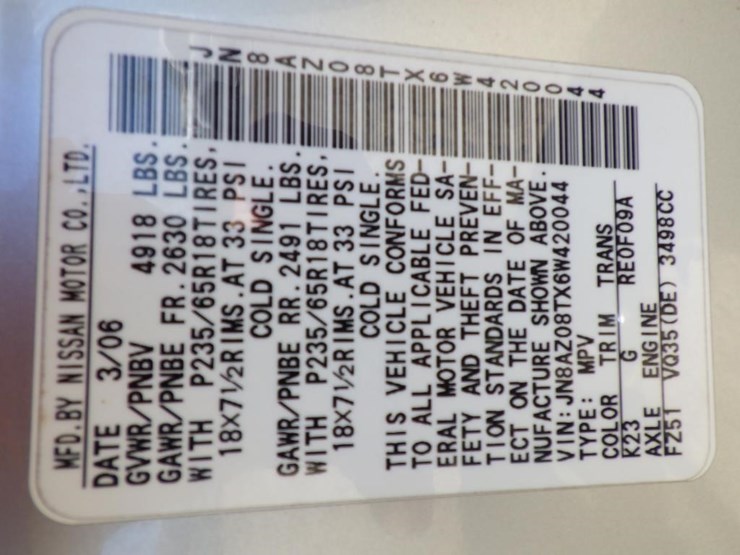 MFD.BY NISSAN MOTOR CO.,LTD.
DATE 3/06
GVWR/PNBV 4918 LBS.
GAWR/PNBE FR.2630 LBS.
WITH P235/65R18TIRES,
18X7 1/2RIMS.AT 33 PSI
COLD SINGLE.
GAWR/PNBE RR.2491 LBS.
WITH P235/65R18TIRES,
18X7 1/2RIMS.AT 33 PSI
COLD SINGLE.
THIS VEHICLE CONFORMS
TO ALL APPLICABLE FED-
ERAL MOTOR VEHICLE SA-
FETY AND THEFT PREVEN-
TION STANDARDS IN EFF-
ECT ON THE DATE OF MA-
NUFACTURE SHOWN ABOVE.
VIN: JN8AZ08TX6W420044
TYPE: MPV
COLOR TRIM TRANS
K23 G RE0F09A
AXLE ENGINE
FZ51 VQ35(DE) 3498CC
JN8AZ08TX6W420044